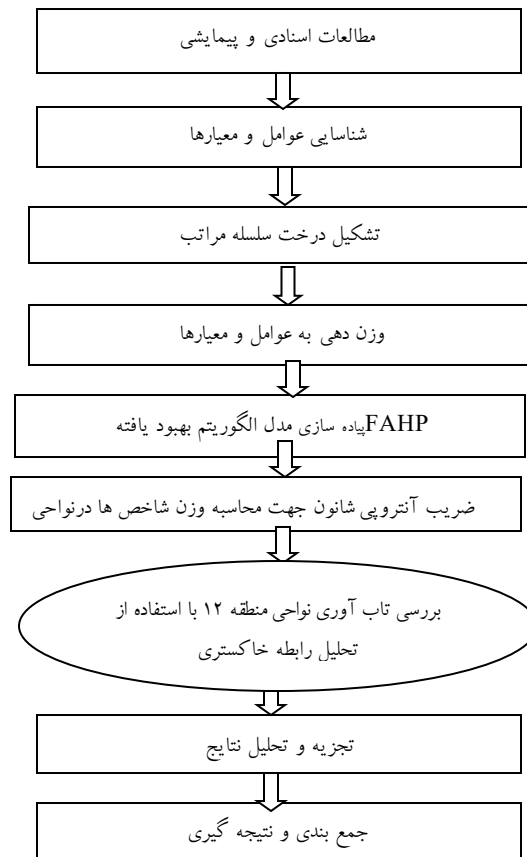 مطالعات اسنادی و پیمایشی
شناسایی عوامل و معیارها
تشکیل درخت سلسله مراتب
وزن دهی به عوامل و معیارها
پیاده سازی مدل الگوریتم بهبود یافته FAHP
ضریب آنتروپی شانون جهت محاسبه وزن شاخص ها درنواحی
بررسی تاب آوری نواحی منطقه ۱۲ با استفاده از
تحلیل رابطه خاکستری
تجزیه و تحلیل نتایج
جمع بندی و نتیجه گیری